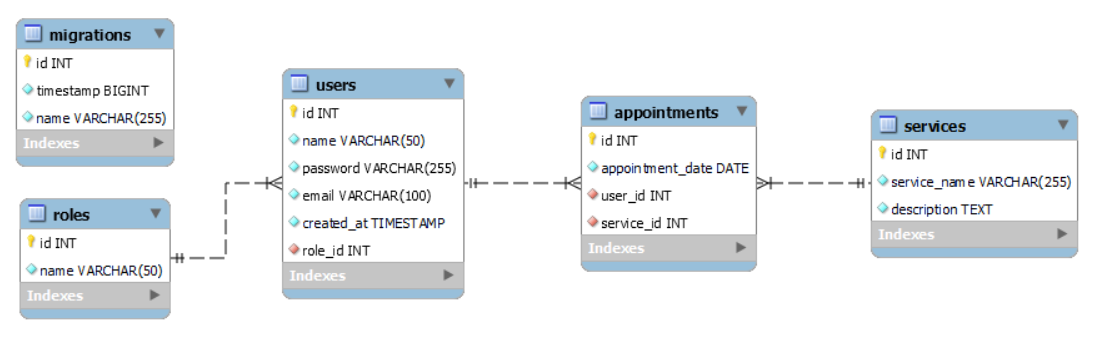 migrations
id INT
timestamp BIGINT
name VARCHAR(255)
Indexes
roles
id INT
name VARCHAR(50)
Indexes
users
id INT
name VARCHAR(50)
password VARCHAR(255)
email VARCHAR(100)
created_at TIMESTAMP
role_id INT
Indexes
appointments
id INT
appointment_date DATE
user_id INT
service_id INT
Indexes
services
id INT
service_name VARCHAR(255)
description TEXT
Indexes